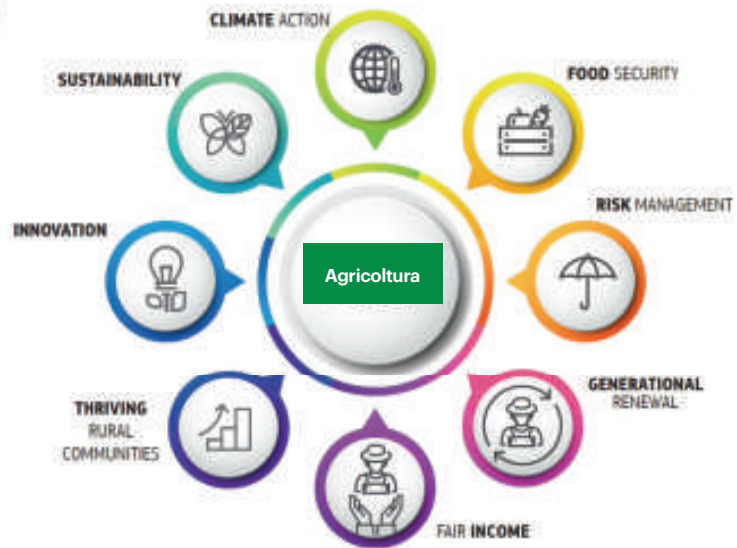 CLIMATE ACTION
FOOD SECURITY
SUSTAINABILITY
RISK MANAGEMENT
INNOVATION
Agricoltura
GENERATIONAL
RENEWAL
THRIVING
RURAL
COMMUNITIES
FAIR INCOME